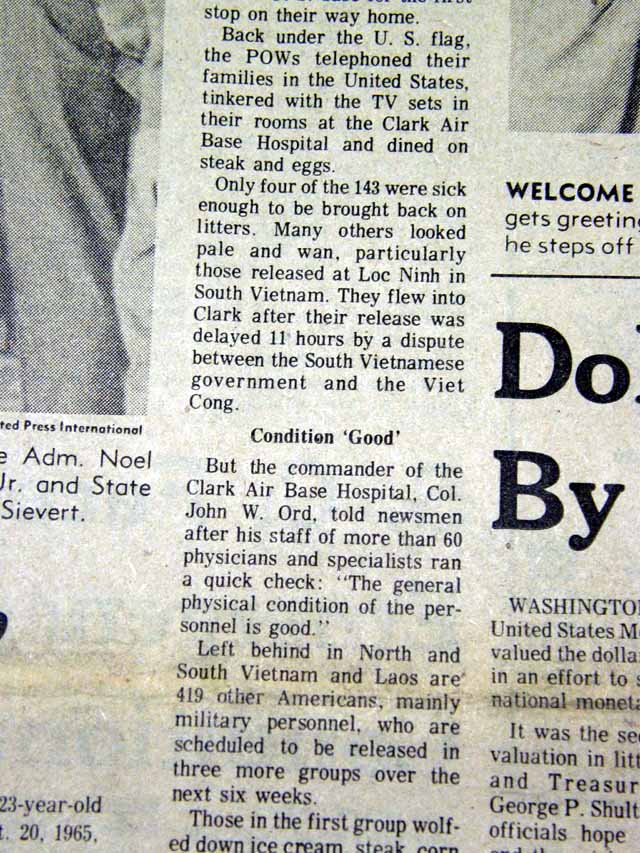 stop on their way home.
Back under the U. S. flag,
the POWs telephoned their
families in the United States,
tinkered with the TV sets in
their rooms at the Clark Air
Base Hospital and dined on
steak and eggs.
Only four of the 143 were sick
enough to be brought back on
litters. Many others looked
pale and wan, particularly
those released at Loc Ninh in
South Vietnam. They flew into
Clark after their release was
delayed 11 hours by a dispute
between the South Vietnamese
government and the Viet
Cong.
Condition 'Good'
But the commander of the
Clark Air Base Hospital, Col.
John W. Ord, told newsmen
after his staff of more than 60
physicians and specialists ran
a quick check: "The general
physical condition of the per-
sonnel is good."
Left behind in North and
South Vietnam and Laos are
419 other Americans, mainly
military personnel, who are
scheduled to be released in
three more groups over the
next six weeks.
Those in the first group wolf-
ed down ice cream, steak, corn
ted Press International
e Adm. Noel
Jr. and State
Sievert.
23-year-old
t. 20, 1965,
WELCOME
gets greeting
he steps off
Dol
By
WASHINGTO
United States M
valued the dolla
in an effort to s
national moneta
It was the se
valuation in litt
and Treasur
George P. Shult
officials hope